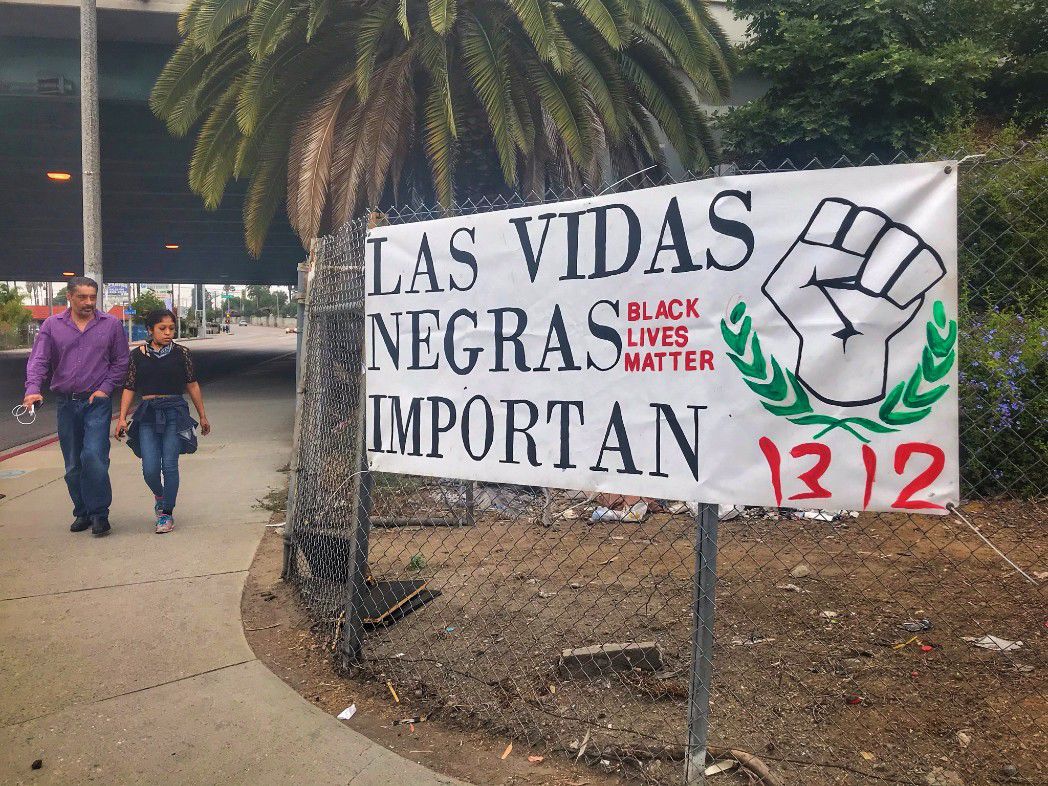 LAS VIDAS
NEGRAS
BLACK
LIVES
MATTER
IMPORTAN
1312